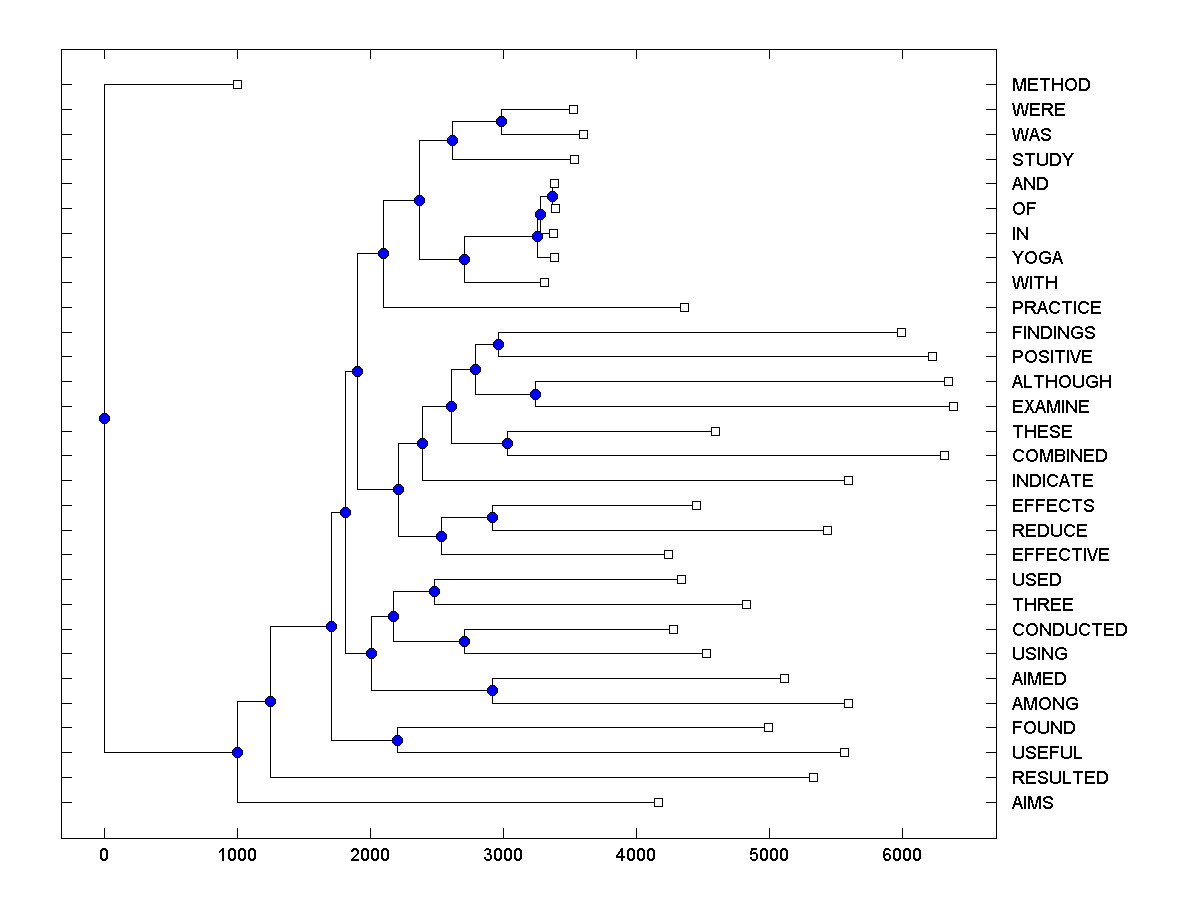 METHOD
WERE
WAS
STUDY
AND
OF
IN
YOGA
WITH
PRACTICE
FINDINGS
POSITIVE
ALTHOUGH
EXAMINE
THESE
COMBINED
INDICATE
EFFECTS
REDUCE
EFFECTIVE
USED
THREE
CONDUCTED
USING
AIMED
AMONG
FOUND
USEFUL
RESULTED
AIMS
0 1000 2000 3000 4000 5000 6000